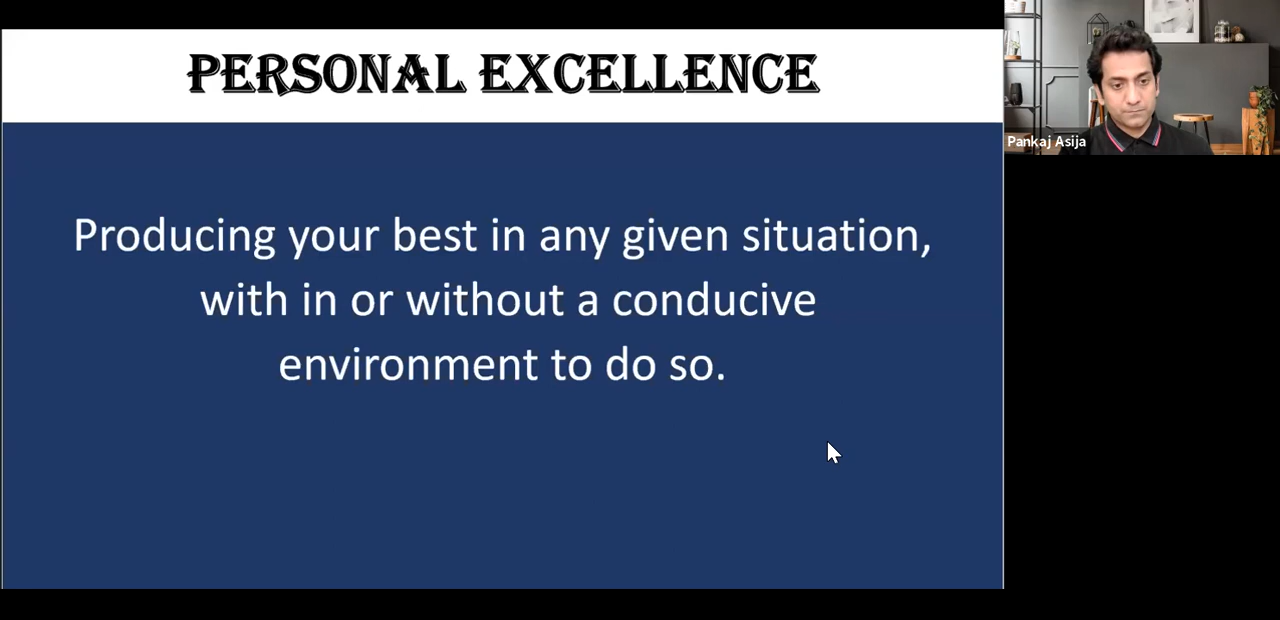 PERSONAL EXCELLENCE
Producing your best in any given situation,
with in or without a conducive
environment to do so.
Pankaj Asija